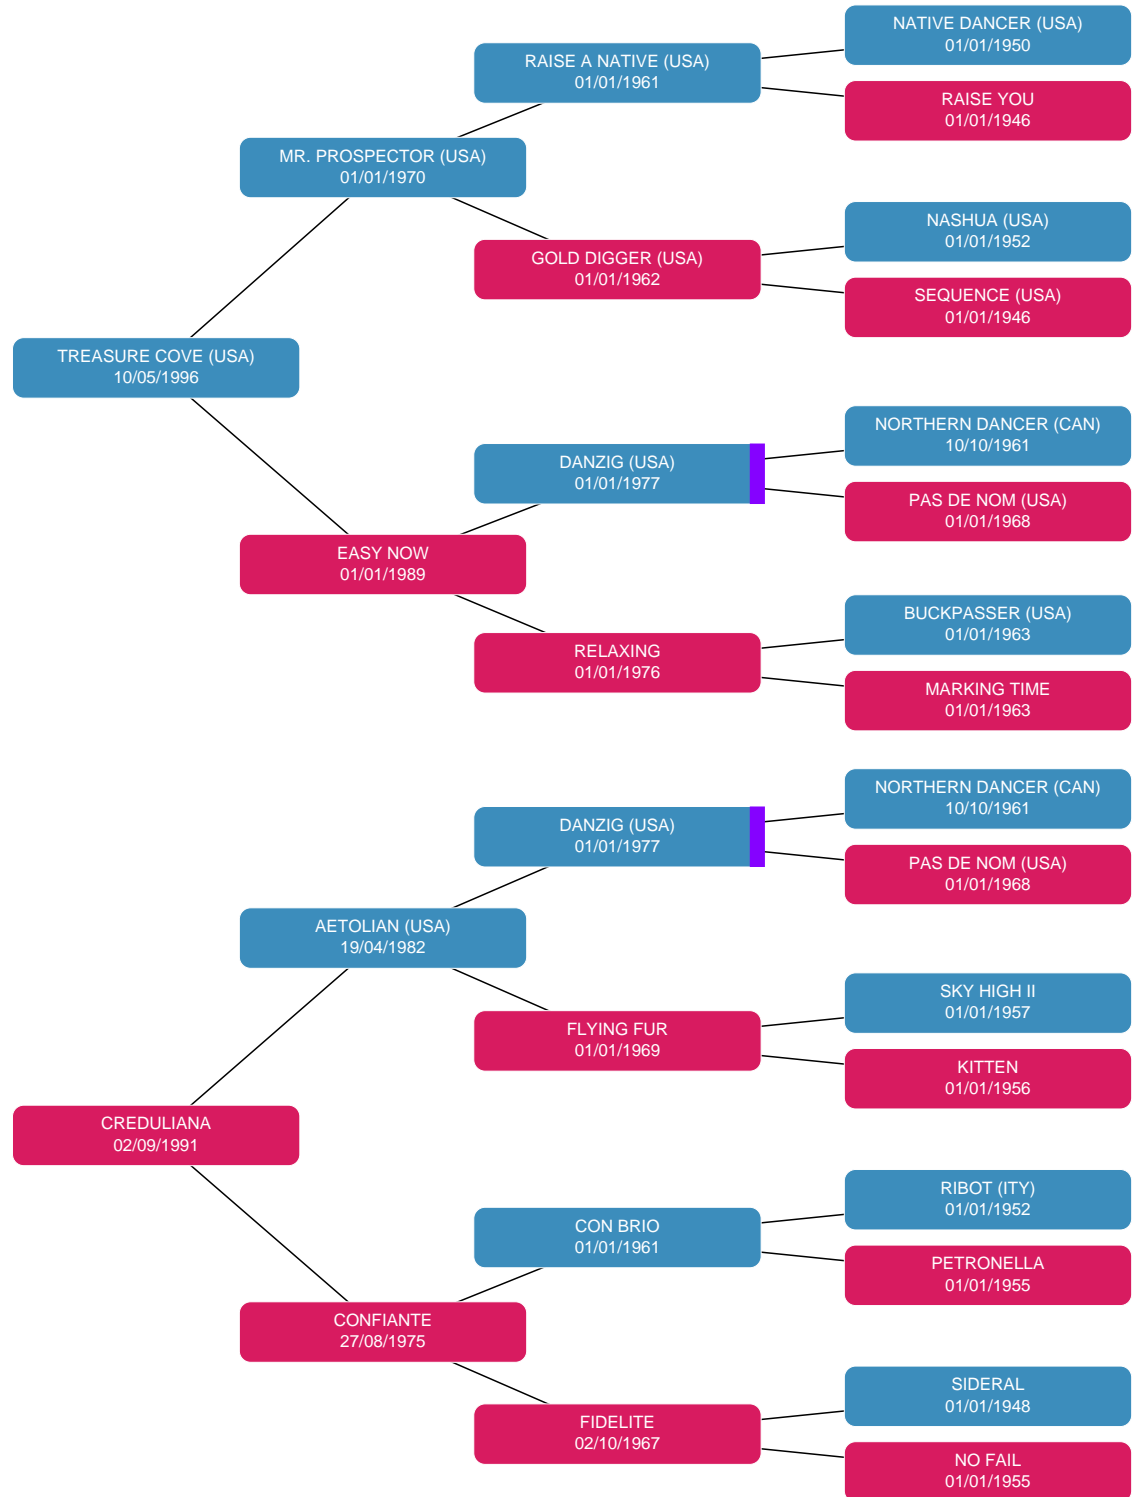 NATIVE DANCER (USA)
01/01/1950
RAISE A NATIVE (USA)
01/01/1961
RAISE YOU
01/01/1946
MR. PROSPECTOR (USA)
01/01/1970
NASHUA (USA)
01/01/1952
GOLD DIGGER (USA)
01/01/1962
SEQUENCE (USA)
01/01/1946
TREASURE COVE (USA)
10/05/1996
NORTHERN DANCER (CAN)
10/10/1961
DANZIG (USA)
01/01/1977
PAS DE NOM (USA)
01/01/1968
EASY NOW
01/01/1989
BUCKPASSER (USA)
01/01/1963
RELAXING
01/01/1976
MARKING TIME
01/01/1963
NORTHERN DANCER (CAN)
10/10/1961
DANZIG (USA)
01/01/1977
PAS DE NOM (USA)
01/01/1968
AETOLIAN (USA)
19/04/1982
SKY HIGH II
01/01/1957
FLYING FUR
01/01/1969
KITTEN
01/01/1956
CREDULIANA
02/09/1991
RIBOT (ITY)
01/01/1952
CON BRIO
01/01/1961
PETRONELLA
01/01/1955
CONFIANTE
27/08/1975
SIDERAL
01/01/1948
FIDELITE
02/10/1967
NO FAIL
01/01/1955